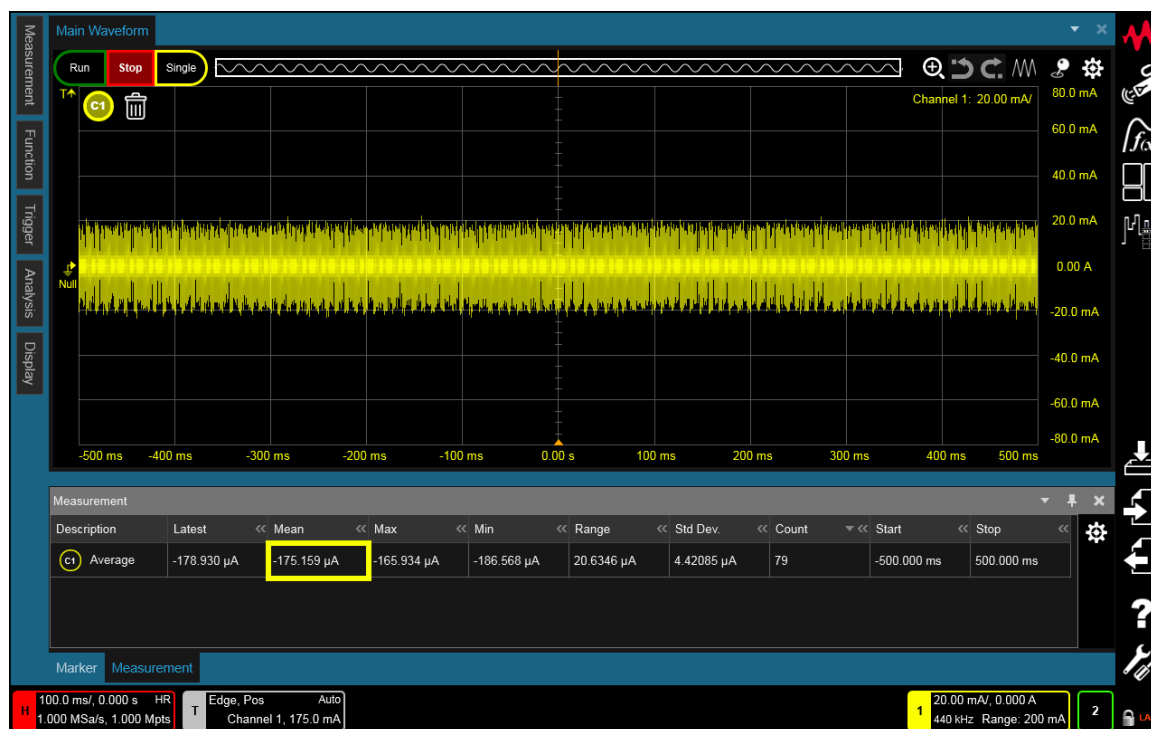 Measurement
Function
Trigger
Analysis
Display
Main Waveform
Run Stop Single
T C1 Channel 1: 20.00 mA/
80.0 mA
60.0 mA
40.0 mA
20.0 mA
0.00 A
-20.0 mA
-40.0 mA
-60.0 mA
-80.0 mA
Null
-500 ms -400 ms -300 ms -200 ms -100 ms 0.00 s 100 ms 200 ms 300 ms 400 ms 500 ms
Measurement
Description Latest Mean Max Min Range Std Dev. Count Start Stop
C1 Average -178.930 µA -175.159 µA -165.934 µA -186.568 µA 20.6346 µA 4.42085 µA 79 -500.000 ms 500.000 ms
Marker Measurement
H 100.0 ms/, 0.000 s HR
1.000 MSa/s, 1.000 Mpts
T Edge, Pos Auto
Channel 1, 175.0 mA
1 20.00 mA/, 0.000 A
440 kHz Range: 200 mA
2